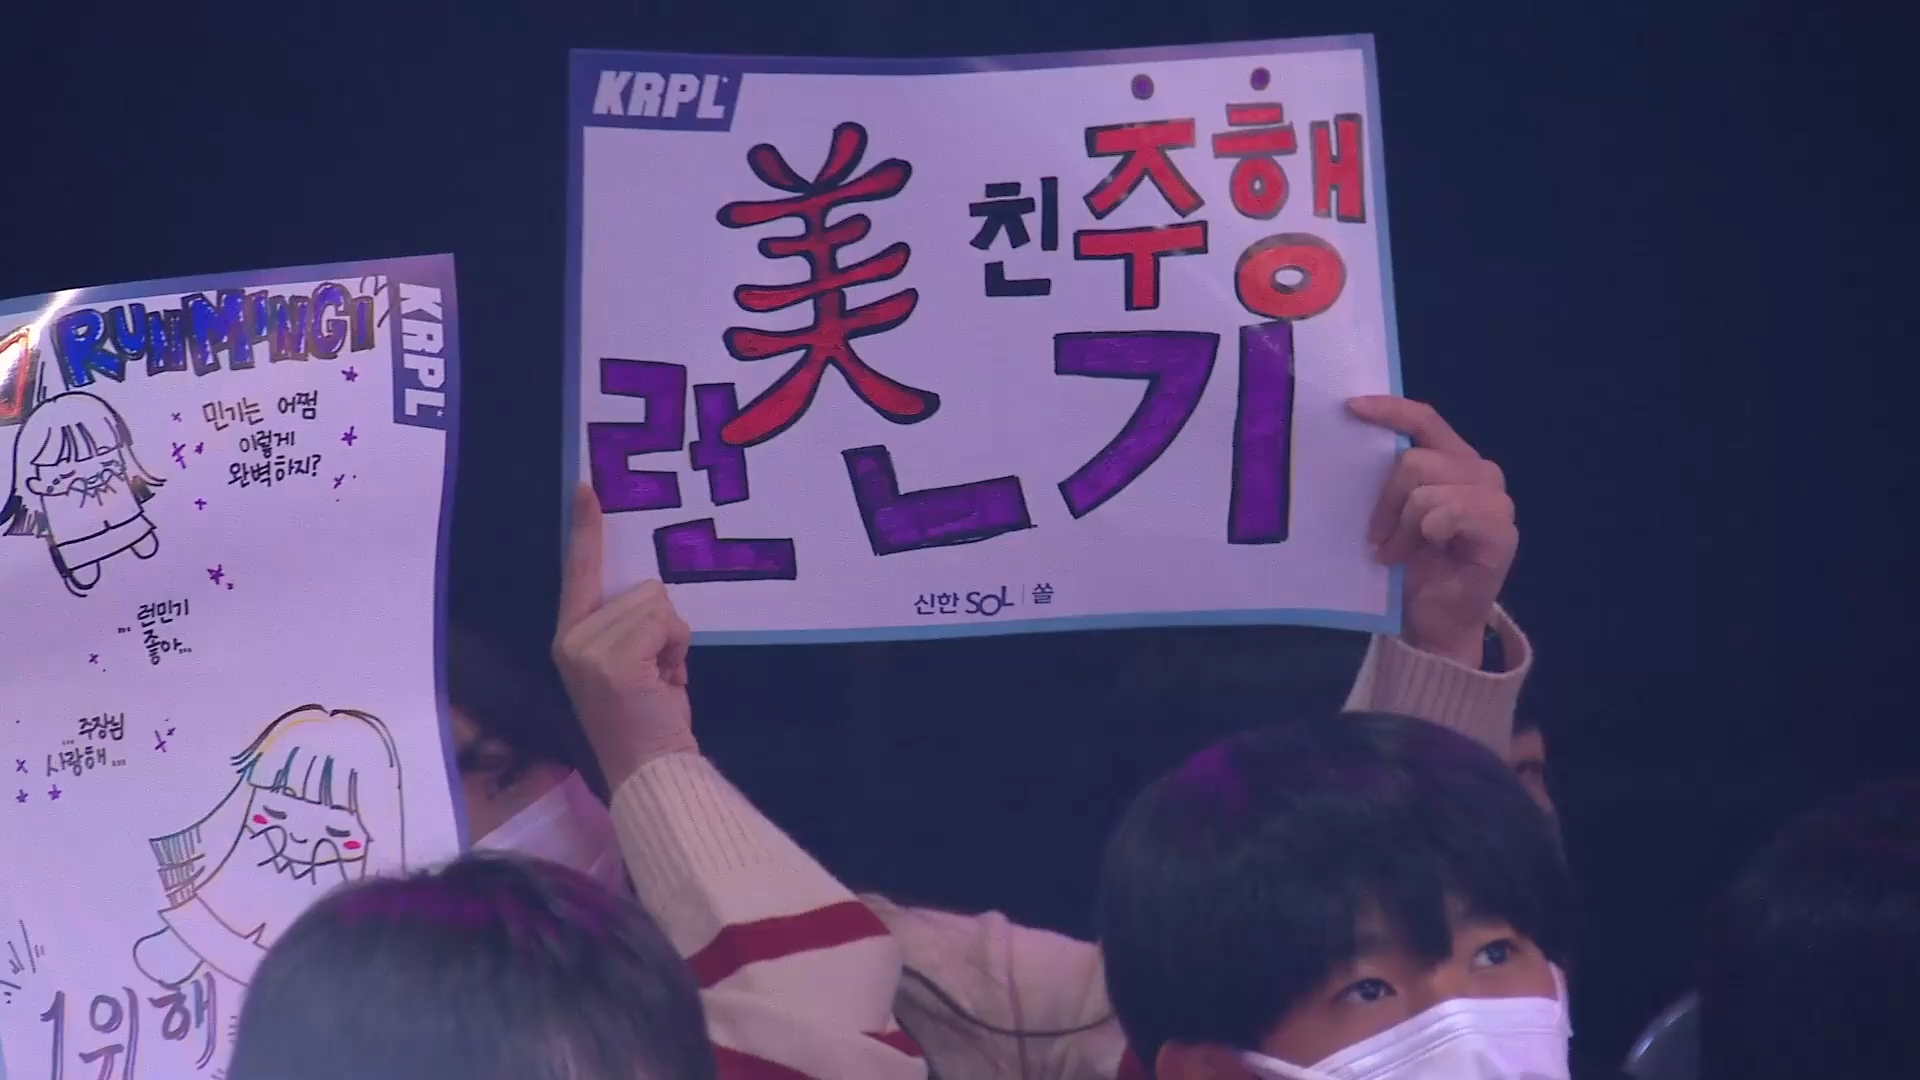 KRPL
美친 주행
런민기
신한 SOL | 쏠
RUNMINGI
KRPL
민기는 어쩜
이렇게
완벽하지?
... 런민기
좋아...
... 주장님
사랑해...
1위해